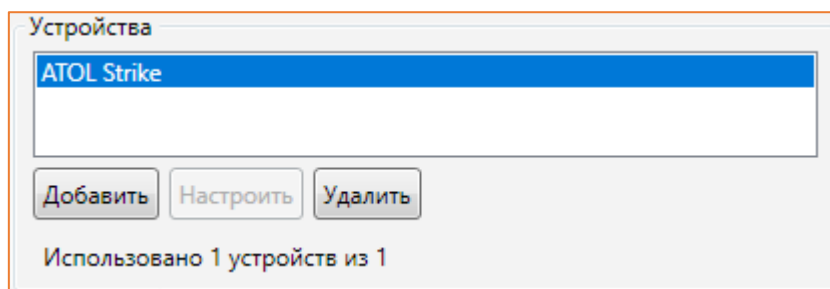 Устройства
ATOL Strike
Добавить Настроить Удалить
Использовано 1 устройств из 1